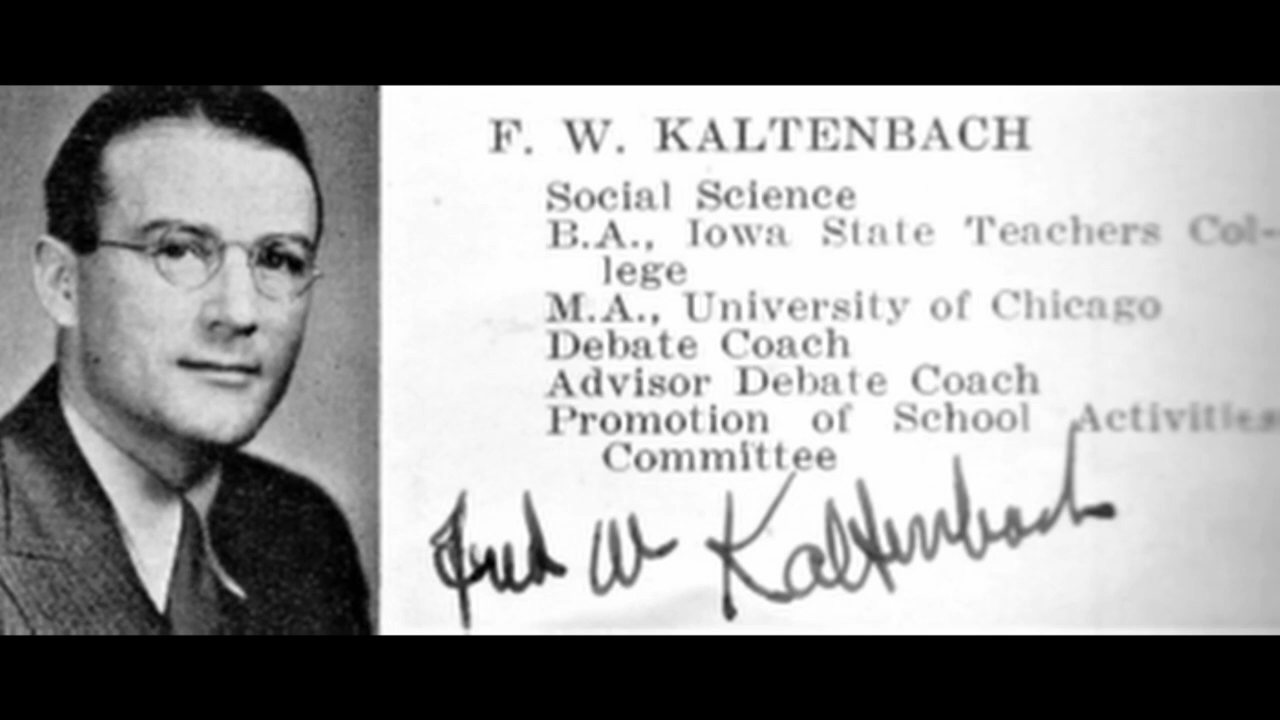 F. W. KALTENBACH
Social Science
B.A., Iowa State Teachers Col-
lege
M.A., University of Chicago
Debate Coach
Advisor Debate Coach
Promotion of School Activities
Committee
Fred W Kaltenbach